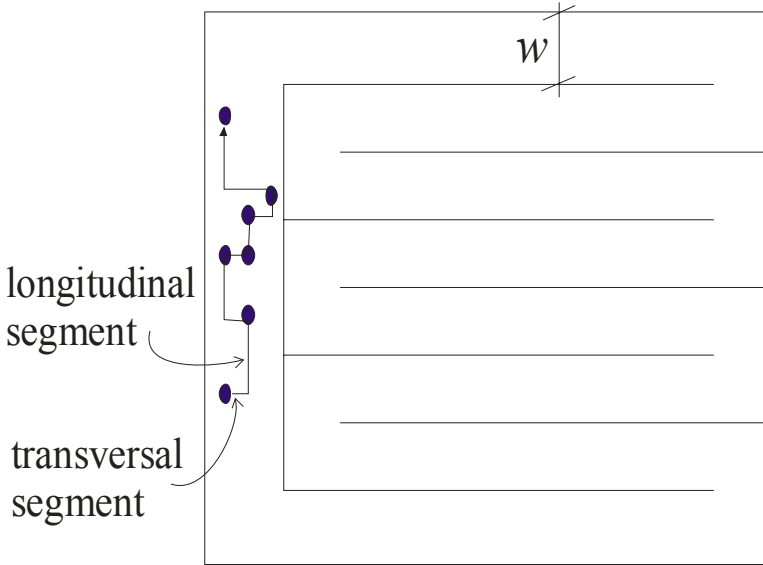 w
longitudinal
segment
transversal
segment